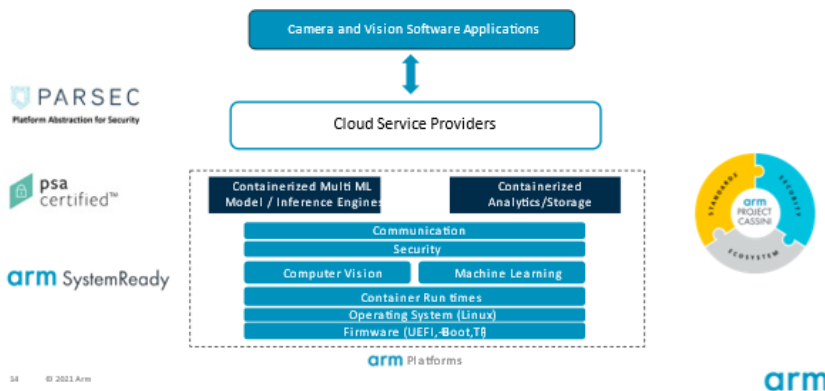 Camera and Vision Software Applications
PARSEC
Platform Abstraction for Security
Cloud Service Providers
psa
certified™
Containerized Multi ML
Model / Inference Engines
Containerized
Analytics/Storage
Communication
Security
Computer Vision
Machine Learning
arm SystemReady
Container Run times
Operating System (Linux)
Firmware (UEFI,-Boot,TF)
arm Platforms
STANDARDS
SECURITY
ECOSYSTEM
arm
PROJECT
CASSINI
34 © 2021 Arm
arm